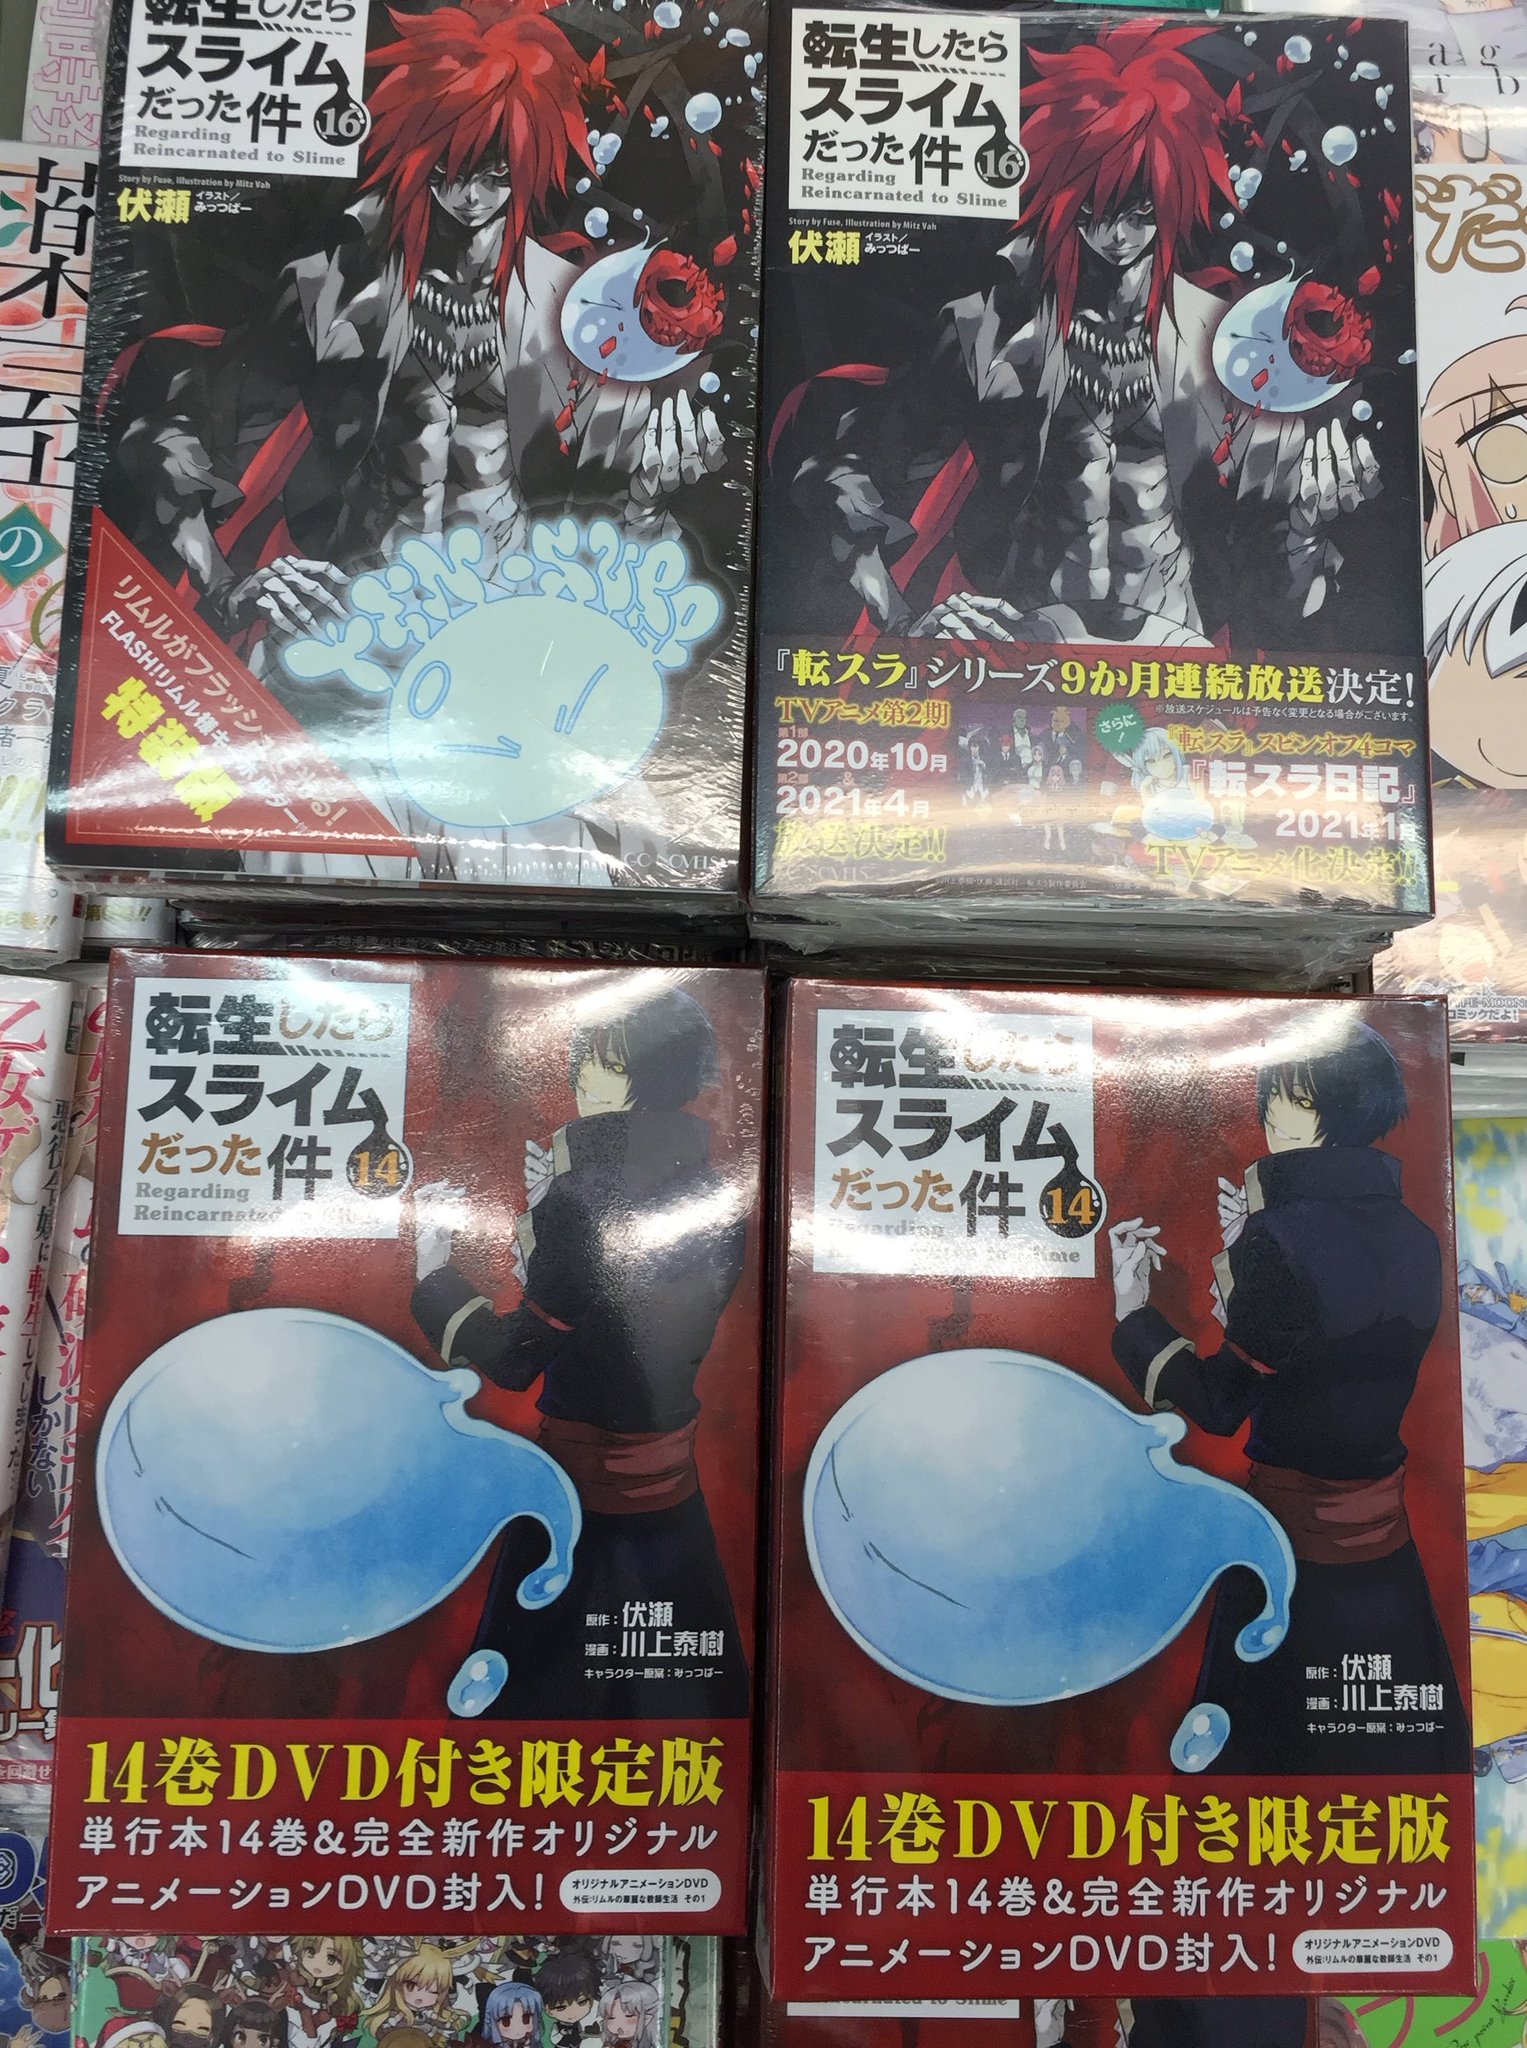 転生したら
スライム
だった件 16
Regarding
Reincarnated to Slime
Story by Fuse, Illustration by Mitz Vah
伏瀬 イラスト/
みっつばー
TEN・SURA
リムルがフラッシュ
FLASH!!リムル様キ
特装版
転生したら
スライム
だった件 16
Regarding
Reincarnated to Slime
Story by Fuse, Illustration by Mitz Vah
伏瀬 イラスト/
みっつばー
『転スラ』シリーズ9か月連続放送決定!
※放送スケジュールは予告なく変更となる場合がございます。
TVアニメ第2期
第1部
2020年10月
&
第2部
2021年4月
放送決定!!
さらに!
『転スラ』スピンオフ4コマ
『転スラ日記』
2021年1月
TVアニメ化決定!!
GC NOVELS
転生したら
スライム
だった件 14
Regarding
Reincarnated to Slime
原作:伏瀬
漫画:川上泰樹
キャラクター原案:みっつばー
14巻DVD付き限定版
単行本14巻&完全新作オリジナル
アニメーションDVD封入!
オリジナルアニメーションDVD
外伝:リムルの華麗な教師生活 その1
転生したら
スライム
だった件 14
Regarding
to Slime
原作:伏瀬
漫画:川上泰樹
キャラクター原案:みっつばー
14巻DVD付き限定版
単行本14巻&完全新作オリジナル
アニメーションDVD封入!
オリジナルアニメーションDVD
外伝:リムルの華麗な教師生活 その1